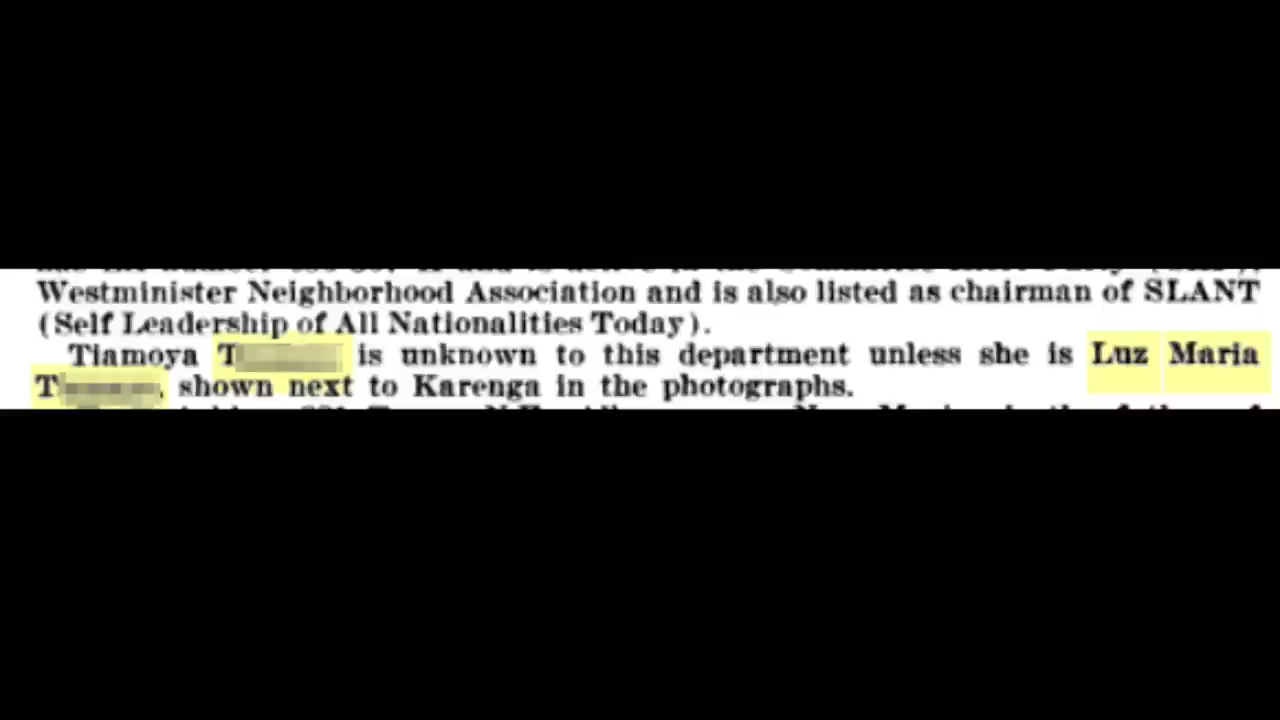 Westminister Neighborhood Association and is also listed as chairman of SLANT
(Self Leadership of All Nationalities Today).
Tiamoya T is unknown to this department unless she is Luz Maria
T , shown next to Karenga in the photographs.